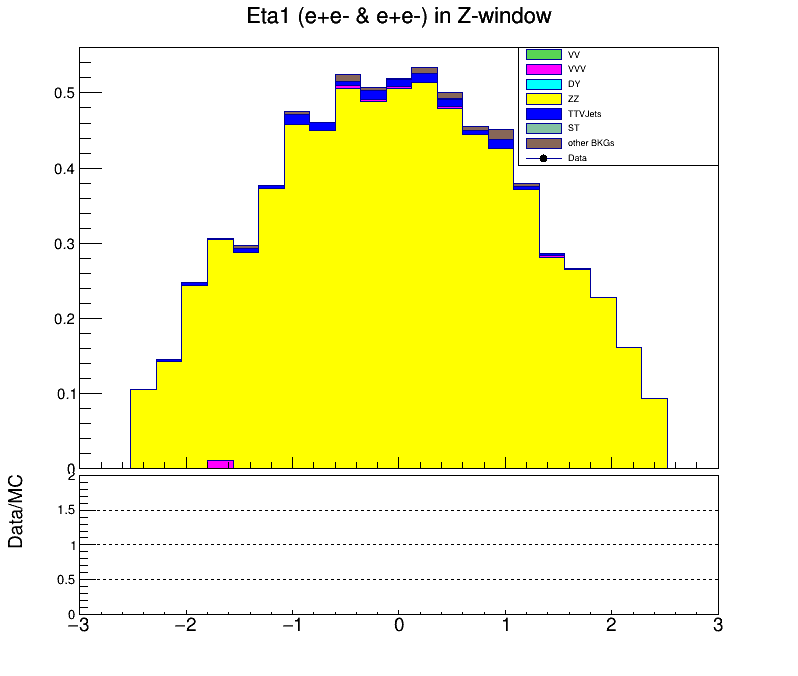 Eta1 (e+e- & e+e-) in Z-window
VV
VVV
DY
ZZ
TTVJets
ST
other BKGs
Data
0.5
0.4
0.3
0.2
0.1
0
Data/MC
2
1.5
1
0.5
0
−3 −2 −1 0 1 2 3